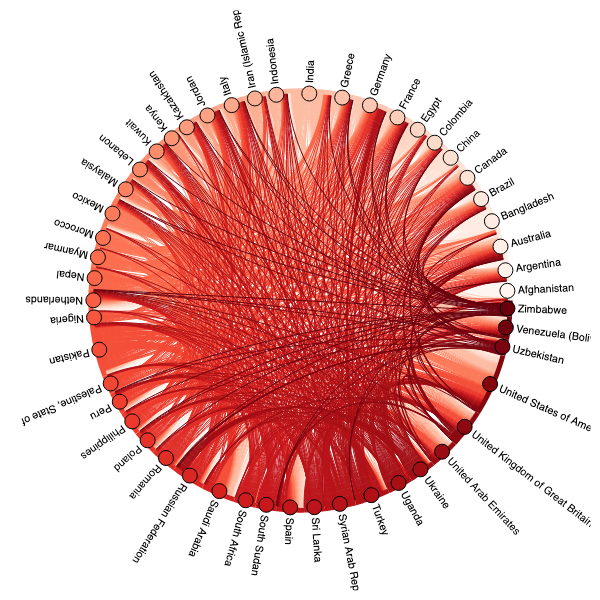 Afghanistan
Argentina
Australia
Bangladesh
Brazil
Canada
China
Colombia
Egypt
France
Germany
Greece
India
Indonesia
Iran (Islamic Rep
Italy
Jordan
Kazakhstan
Kenya
Kuwait
Lebanon
Malaysia
Mexico
Morocco
Myanmar
Nepal
Netherlands
Nigeria
Pakistan
Palestine, State of
Peru
Philippines
Poland
Romania
Russian Federation
Saudi Arabia
South Africa
South Sudan
Spain
Sri Lanka
Syrian Arab Rep
Turkey
Uganda
Ukraine
United Arab Emirates
United Kingdom of Great Britain
United States of Ame
Uzbekistan
Venezuela (Boli
Zimbabwe